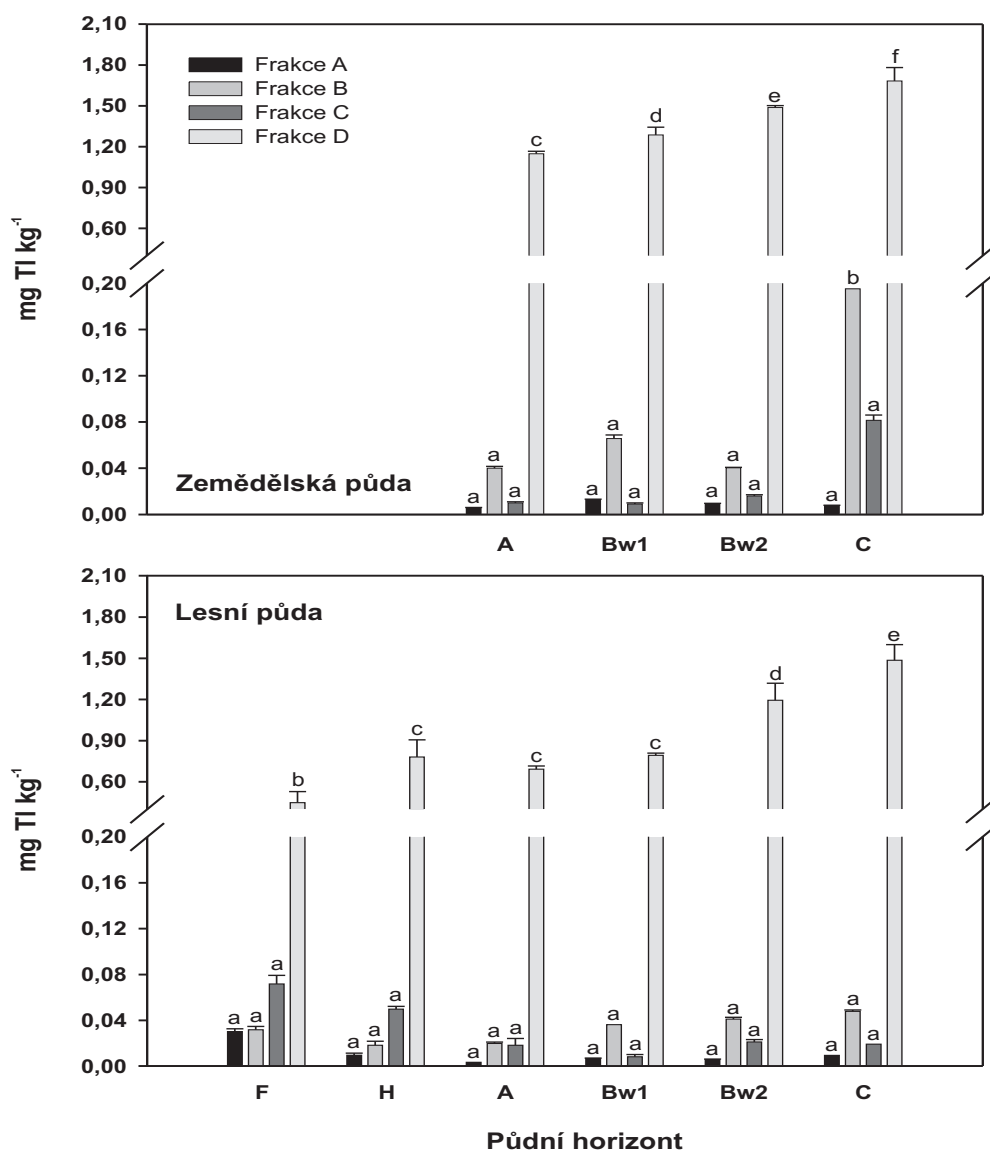 2,10
1,80
1,50
1,20
0,90
0,60
0,20
0,16
0,12
0,08
0,04
0,00
mg Tl kg-1
Frakce A
Frakce B
Frakce C
Frakce D
Zemědělská půda
a a a c
a a a d
a a a e
a b a f
A Bw1 Bw2 C
2,10
1,80
1,50
1,20
0,90
0,60
0,20
0,16
0,12
0,08
0,04
0,00
mg Tl kg-1
Lesní půda
a a a b
a a a c
a a a c
a a a c
a a a d
a a a e
F H A Bw1 Bw2 C
Půdní horizont